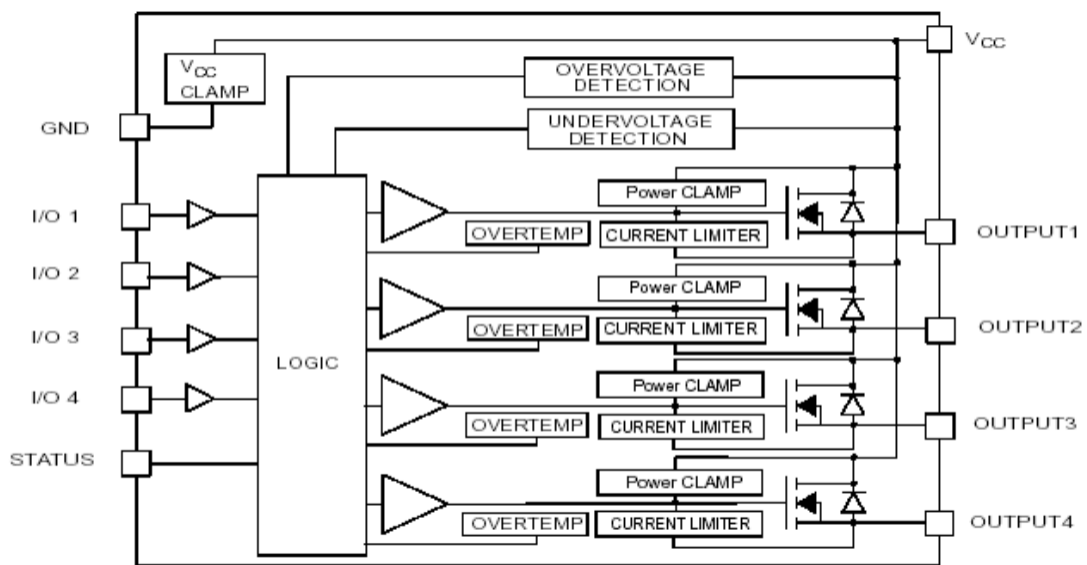 VCC
VCC
CLAMP
OVERVOLTAGE
DETECTION
GND
UNDERVOLTAGE
DETECTION
Power CLAMP
I/O 1
OVERTEMP
CURRENT LIMITER
OUTPUT1
I/O 2
Power CLAMP
OVERTEMP
CURRENT LIMITER
OUTPUT2
I/O 3
LOGIC
Power CLAMP
I/O 4
OVERTEMP
CURRENT LIMITER
OUTPUT3
STATUS
Power CLAMP
OVERTEMP
CURRENT LIMITER
OUTPUT4